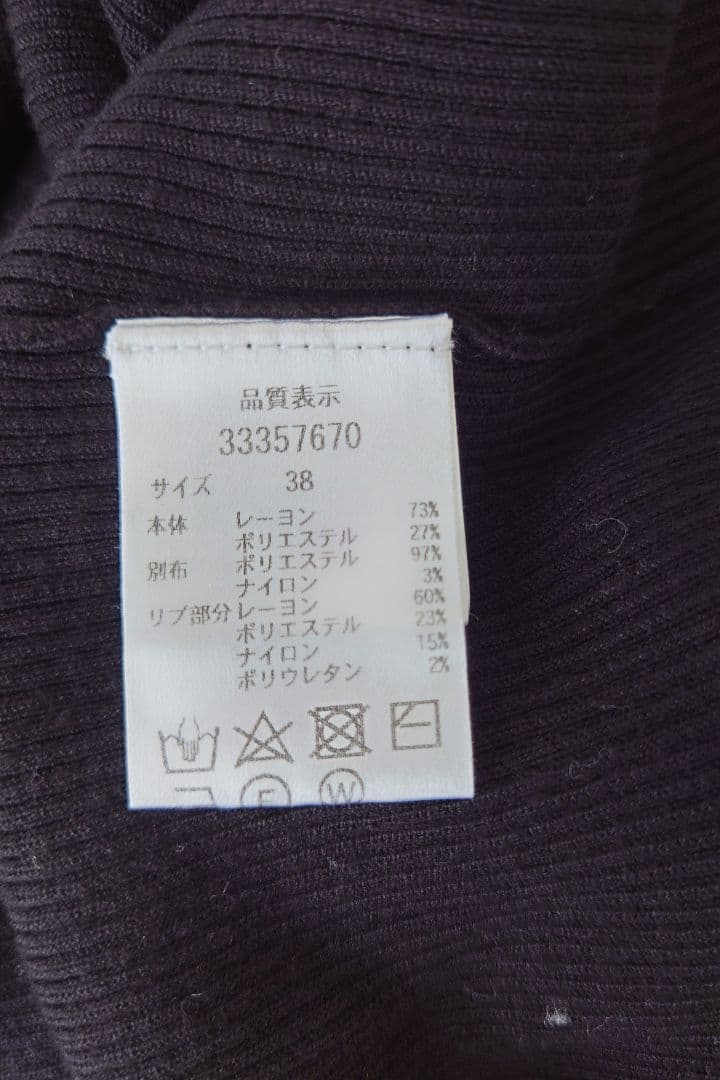 品質表示
33357670
サイズ 38
本体 レーヨン 73%
ポリエステル 27%
別布 ポリエステル 97%
ナイロン 3%
リブ部分 レーヨン 60%
ポリエステル 23%
ナイロン 15%
ポリウレタン 2%
F W